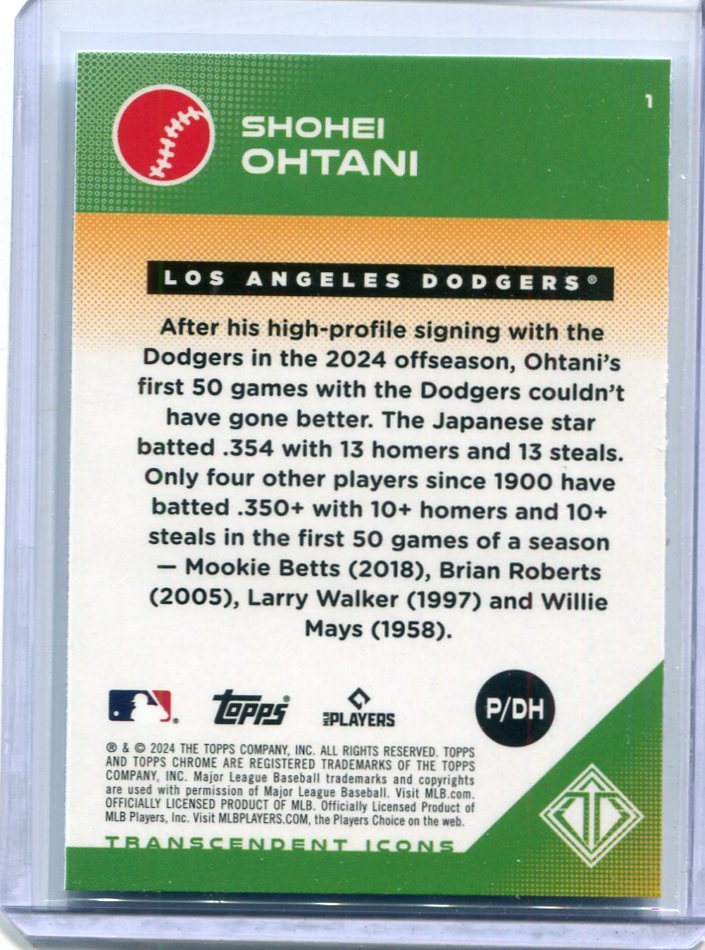 1
SHOHEI
OHTANI
LOS ANGELES DODGERS®
After his high-profile signing with the
Dodgers in the 2024 offseason, Ohtani's
first 50 games with the Dodgers couldn't
have gone better. The Japanese star
batted .354 with 13 homers and 13 steals.
Only four other players since 1900 have
batted .350+ with 10+ homers and 10+
steals in the first 50 games of a season
— Mookie Betts (2018), Brian Roberts
(2005), Larry Walker (1997) and Willie
Mays (1958).
topps® MLB PLAYERS P/DH
® & © 2024 THE TOPPS COMPANY, INC. ALL RIGHTS RESERVED. TOPPS
AND TOPPS CHROME ARE REGISTERED TRADEMARKS OF THE TOPPS
COMPANY, INC. Major League Baseball trademarks and copyrights
are used with permission of Major League Baseball. Visit MLB.com.
OFFICIALLY LICENSED PRODUCT OF MLB. Officially Licensed Product of
MLB Players, Inc. Visit MLBPLAYERS.COM, the Players Choice on the web.
TRANSCENDENT ICONS